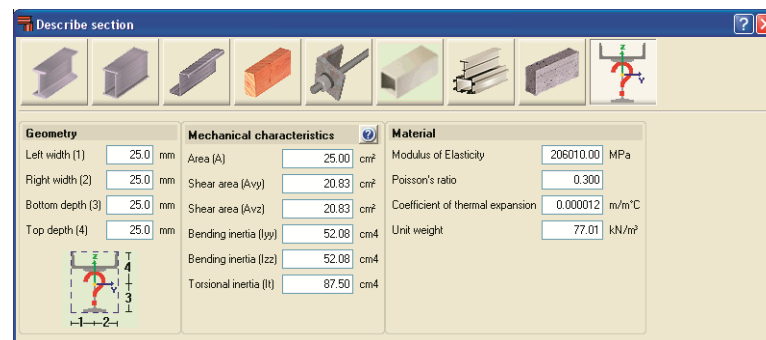 Describe section
?
Z
Y
Geometry
Left width (1) 25.0 mm
Right width (2) 25.0 mm
Bottom depth (3) 25.0 mm
Top depth (4) 25.0 mm
Z
Y
4
3
1 2
Mechanical characteristics ?
Area (A) 25.00 cm²
Shear area (Avy) 20.83 cm²
Shear area (Avz) 20.83 cm²
Bending inertia (Iyy) 52.08 cm4
Bending inertia (Izz) 52.08 cm4
Torsional inertia (It) 87.50 cm4
Material
Modulus of Elasticity 206010.00 MPa
Poisson's ratio 0.300
Coefficient of thermal expansion 0.000012 m/m°C
Unit weight 77.01 kN/m³